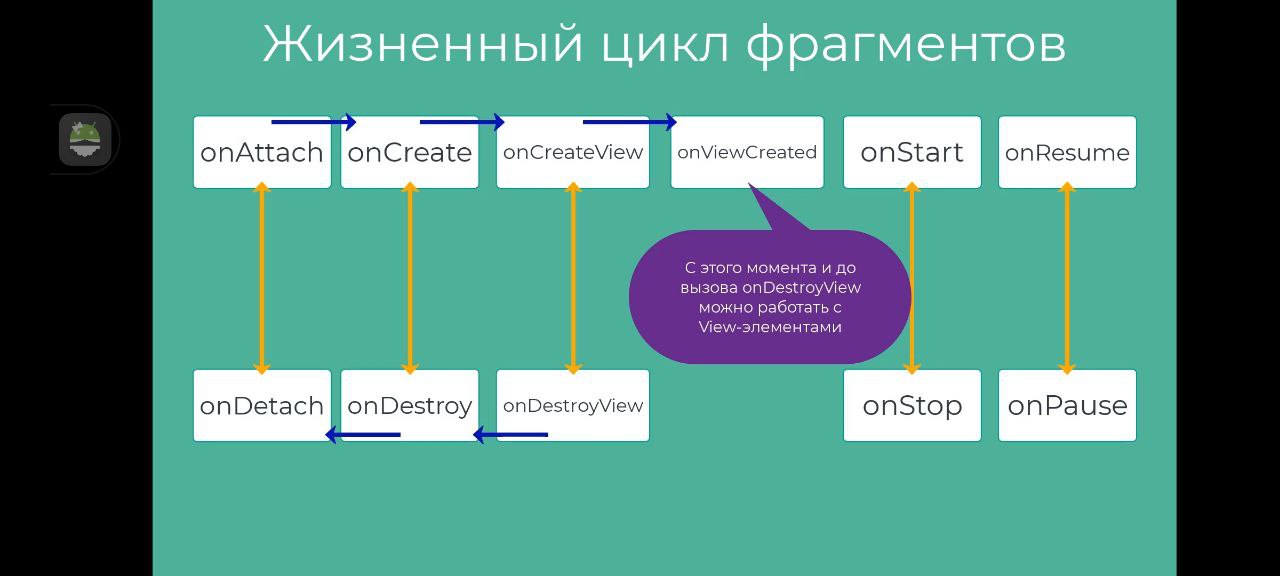 Жизненный цикл фрагментов
onAttach
onCreate
onCreateView
onViewCreated
onStart
onResume
С этого момента и до
вызова onDestroyView
можно работать с
View-элементами
onDetach
onDestroy
onDestroyView
onStop
onPause